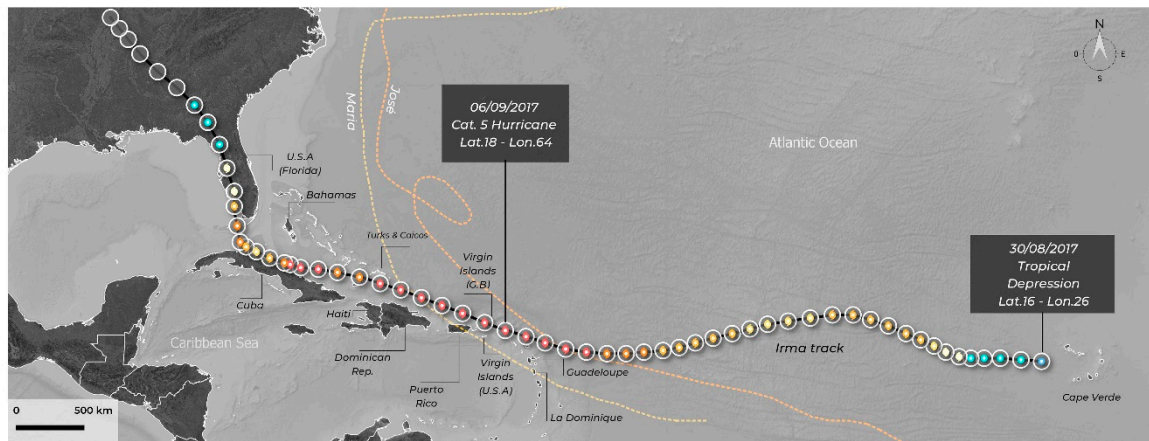 N
O
E
S
Maria
José
06/09/2017
Cat. 5 Hurricane
Lat.18 - Lon.64
Atlantic Ocean
U.S.A
(Florida)
Bahamas
Turks & Caicos
Virgin
Islands
(G.B)
30/08/2017
Tropical
Depression
Lat.16 - Lon.26
Cuba
Haiti
Caribbean Sea
Dominican
Rep.
Puerto
Rico
Virgin
Islands
(U.S.A)
Guadeloupe
La Dominique
Irma track
Cape Verde
0
500 km